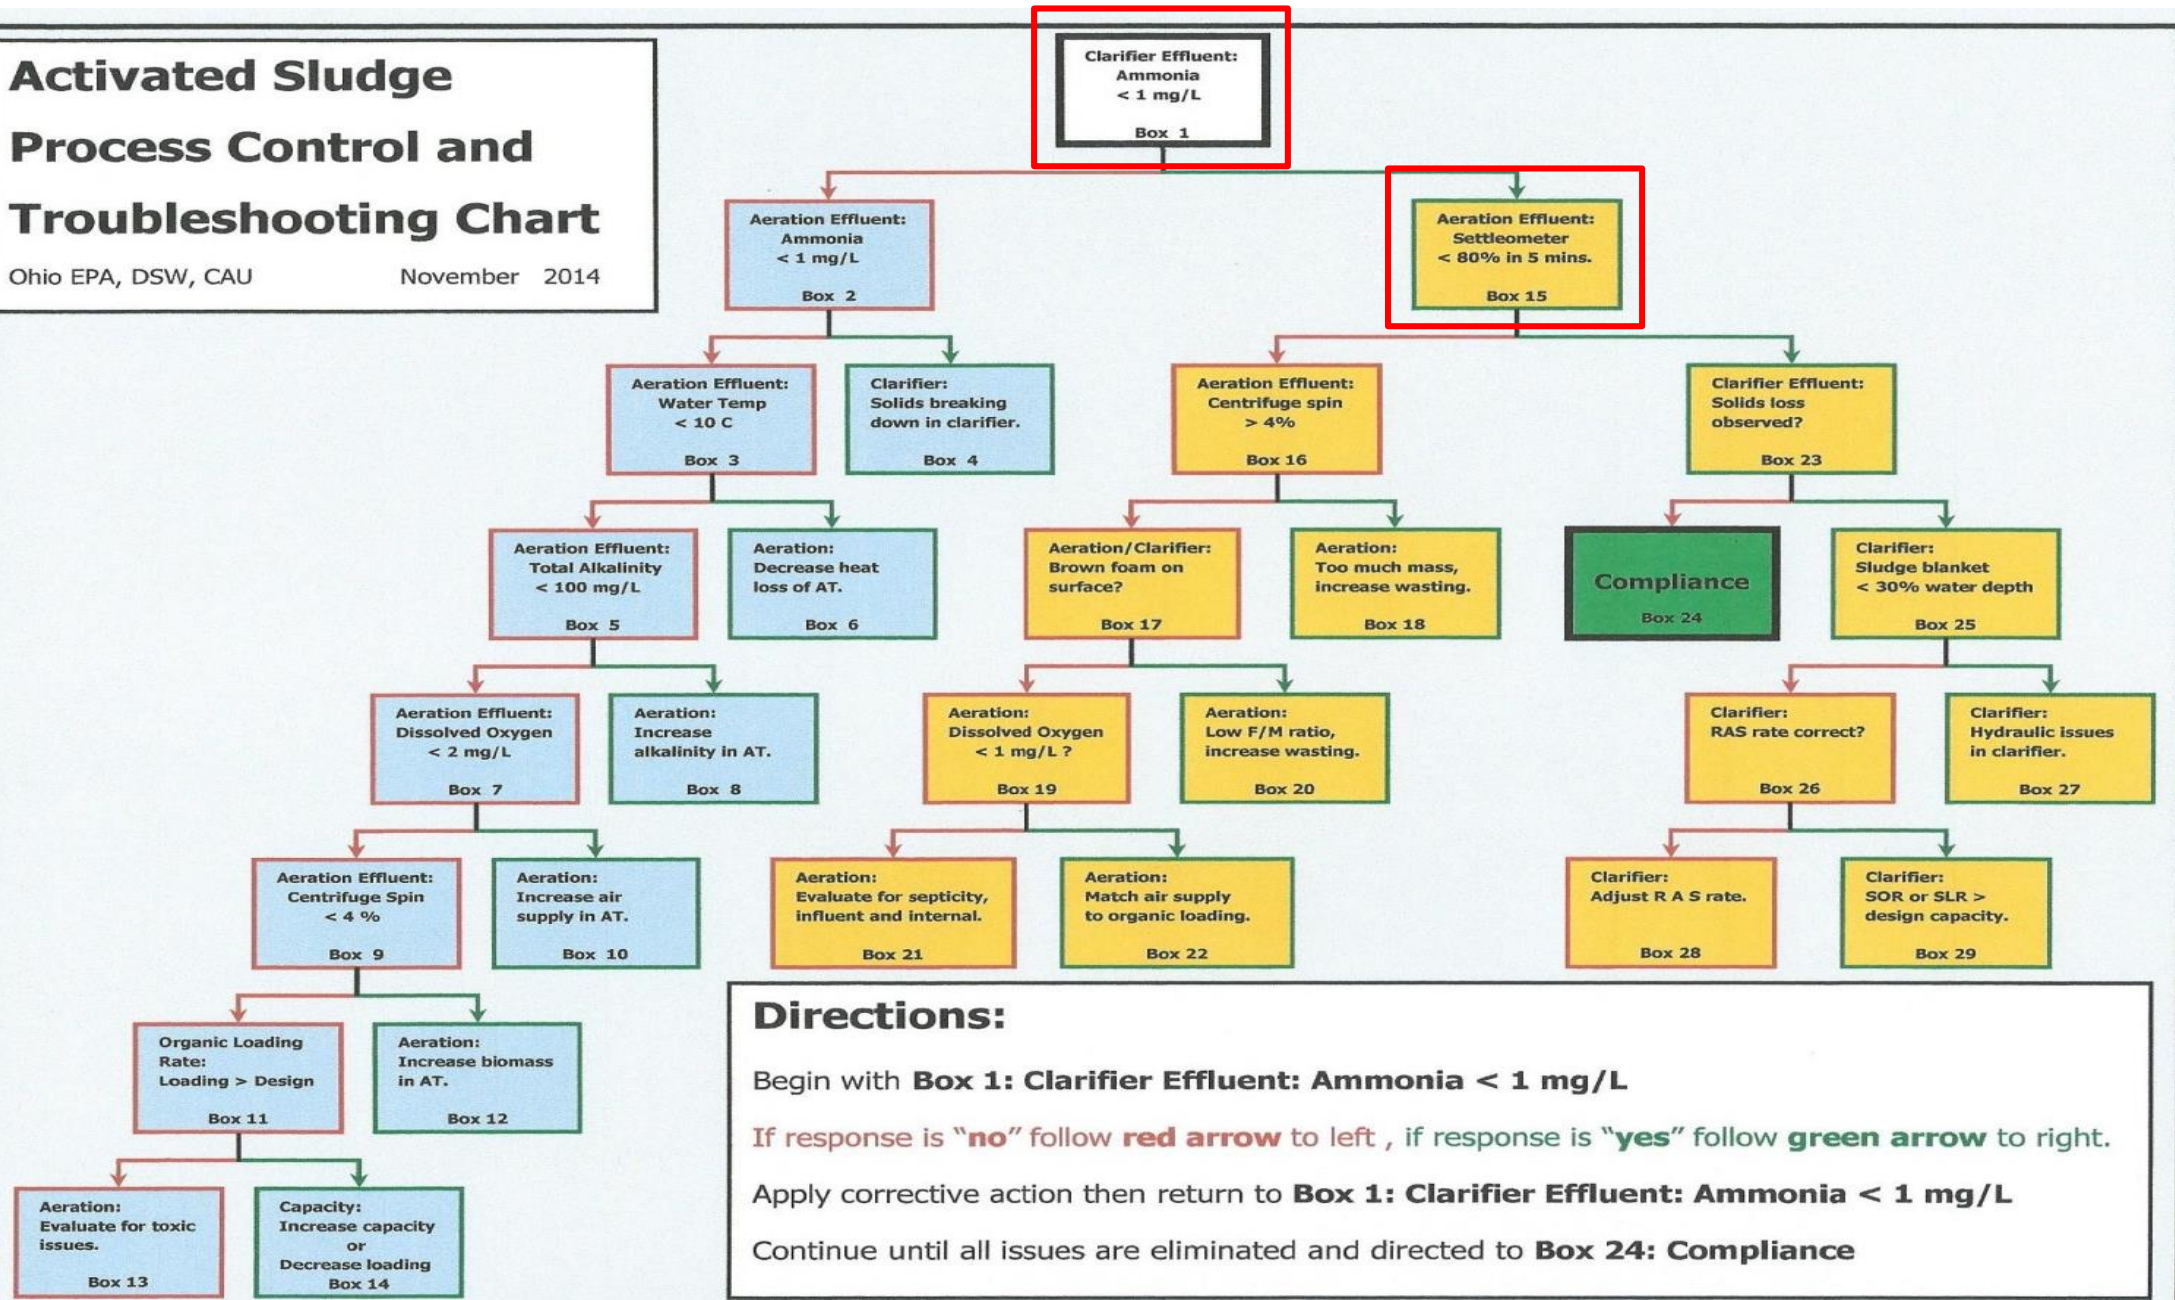 Activated Sludge
Process Control and
Troubleshooting Chart
Ohio EPA, DSW, CAU November 2014
Clarifier Effluent:
Ammonia
< 1 mg/L
Box 1
Aeration Effluent:
Ammonia
< 1 mg/L
Box 2
Aeration Effluent:
Settleometer
< 80% in 5 mins.
Box 15
Aeration Effluent:
Water Temp
< 10 C
Box 3
Clarifier:
Solids breaking
down in clarifier.
Box 4
Aeration Effluent:
Centrifuge spin
> 4%
Box 16
Clarifier Effluent:
Solids loss
observed?
Box 23
Aeration Effluent:
Total Alkalinity
< 100 mg/L
Box 5
Aeration:
Decrease heat
loss of AT.
Box 6
Aeration/Clarifier:
Brown foam on
surface?
Box 17
Aeration:
Too much mass,
increase wasting.
Box 18
Compliance
Box 24
Clarifier:
Sludge blanket
< 30% water depth
Box 25
Aeration Effluent:
Dissolved Oxygen
< 2 mg/L
Box 7
Aeration:
Increase
alkalinity in AT.
Box 8
Aeration:
Dissolved Oxygen
< 1 mg/L ?
Box 19
Aeration:
Low F/M ratio,
increase wasting.
Box 20
Clarifier:
RAS rate correct?
Box 26
Clarifier:
Hydraulic issues
in clarifier.
Box 27
Aeration Effluent:
Centrifuge Spin
< 4 %
Box 9
Aeration:
Increase air
supply in AT.
Box 10
Aeration:
Evaluate for septicity,
influent and internal.
Box 21
Aeration:
Match air supply
to organic loading.
Box 22
Clarifier:
Adjust R A S rate.
Box 28
Clarifier:
SOR or SLR >
design capacity.
Box 29
Organic Loading
Rate:
Loading > Design
Box 11
Aeration:
Increase biomass
in AT.
Box 12
Aeration:
Evaluate for toxic
issues.
Box 13
Capacity:
Increase capacity
or
Decrease loading
Box 14
Directions:
Begin with Box 1: Clarifier Effluent: Ammonia < 1 mg/L
If response is "no" follow red arrow to left , if response is "yes" follow green arrow to right.
Apply corrective action then return to Box 1: Clarifier Effluent: Ammonia < 1 mg/L
Continue until all issues are eliminated and directed to Box 24: Compliance